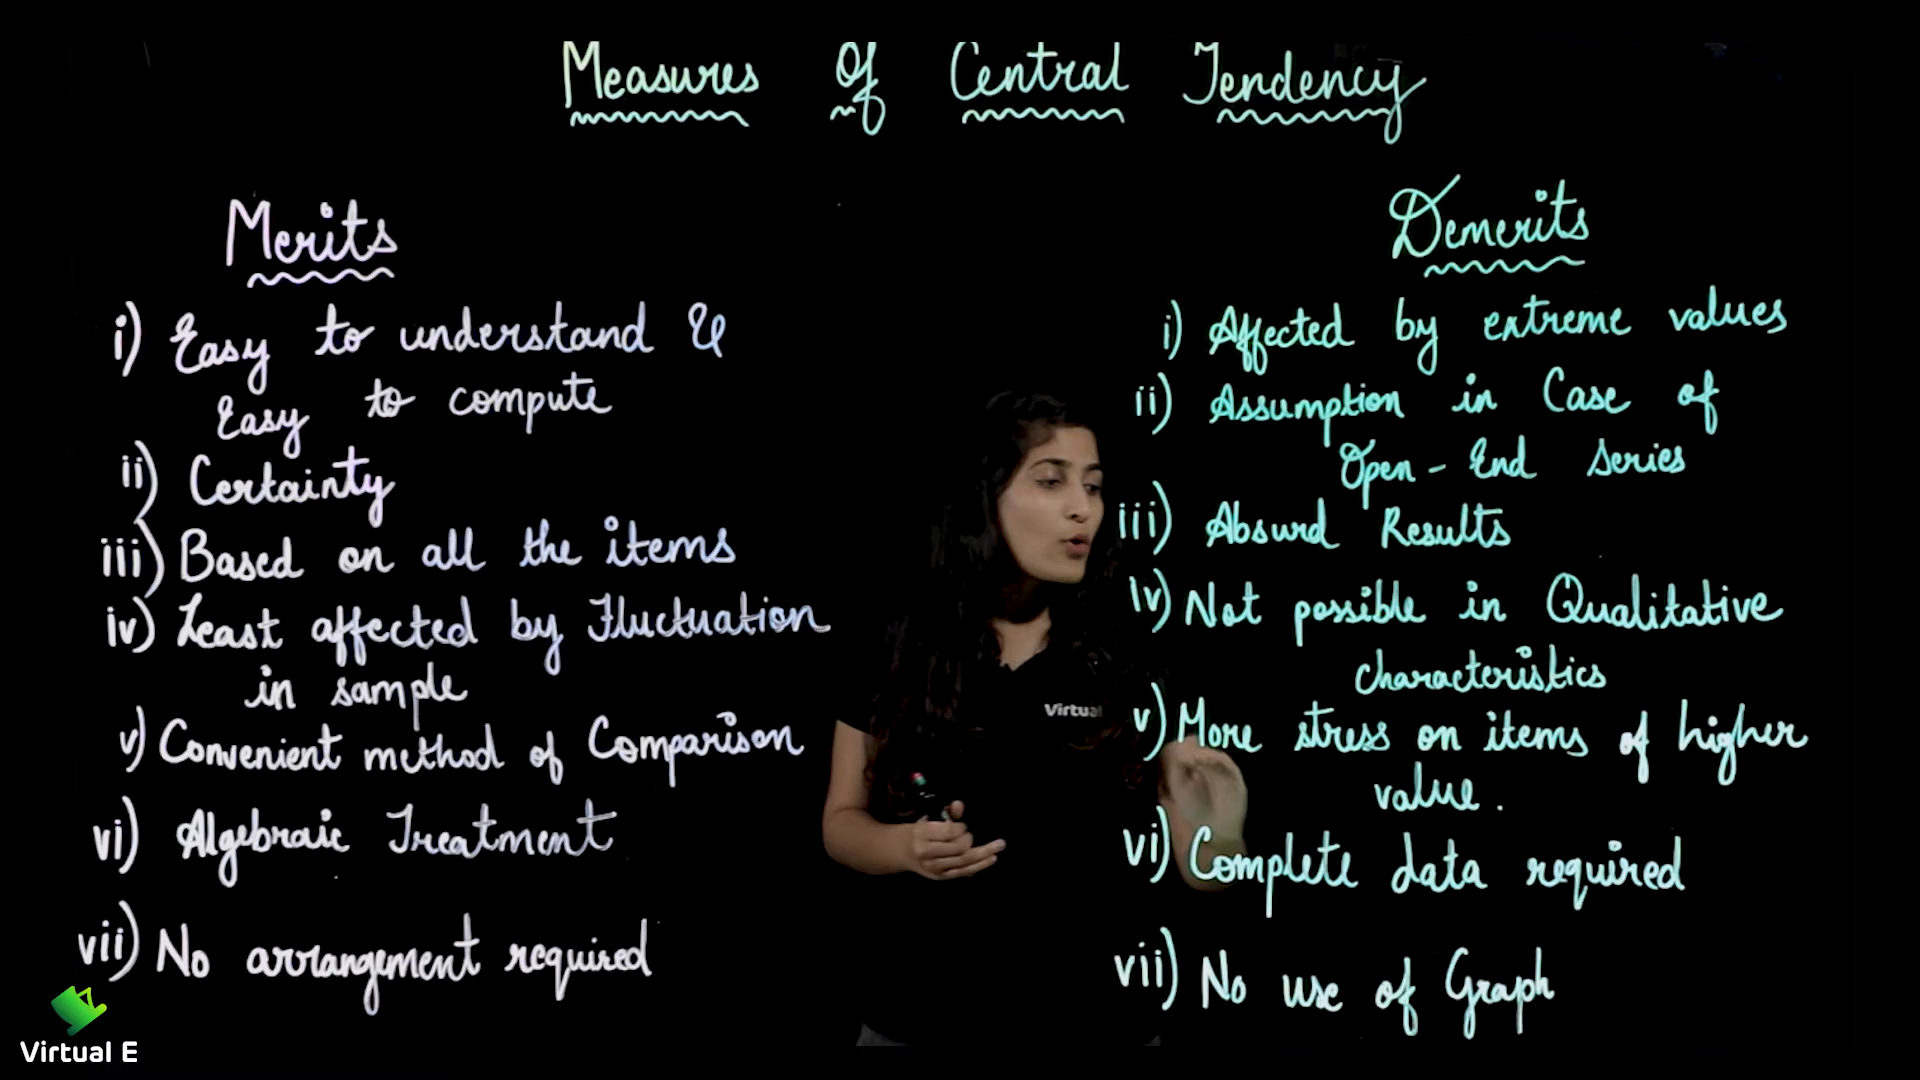 Measures Of Central Tendency
Merits
i) Easy to understand &
Easy to compute
ii) Certainty
iii) Based on all the items
iv) Least affected by Fluctuation
in sample
v) Convenient method of Comparison
vi) Algebraic Treatment
vii) No arrangement required
Demerits
i) Affected by extreme values
ii) Assumption in Case of
Open-End Series
iii) Absurd Results
iv) Not possible in Qualitative
characteristics
v) More stress on items of higher
value.
vi) Complete data required
vii) No use of Graph
Virtual
Virtual E